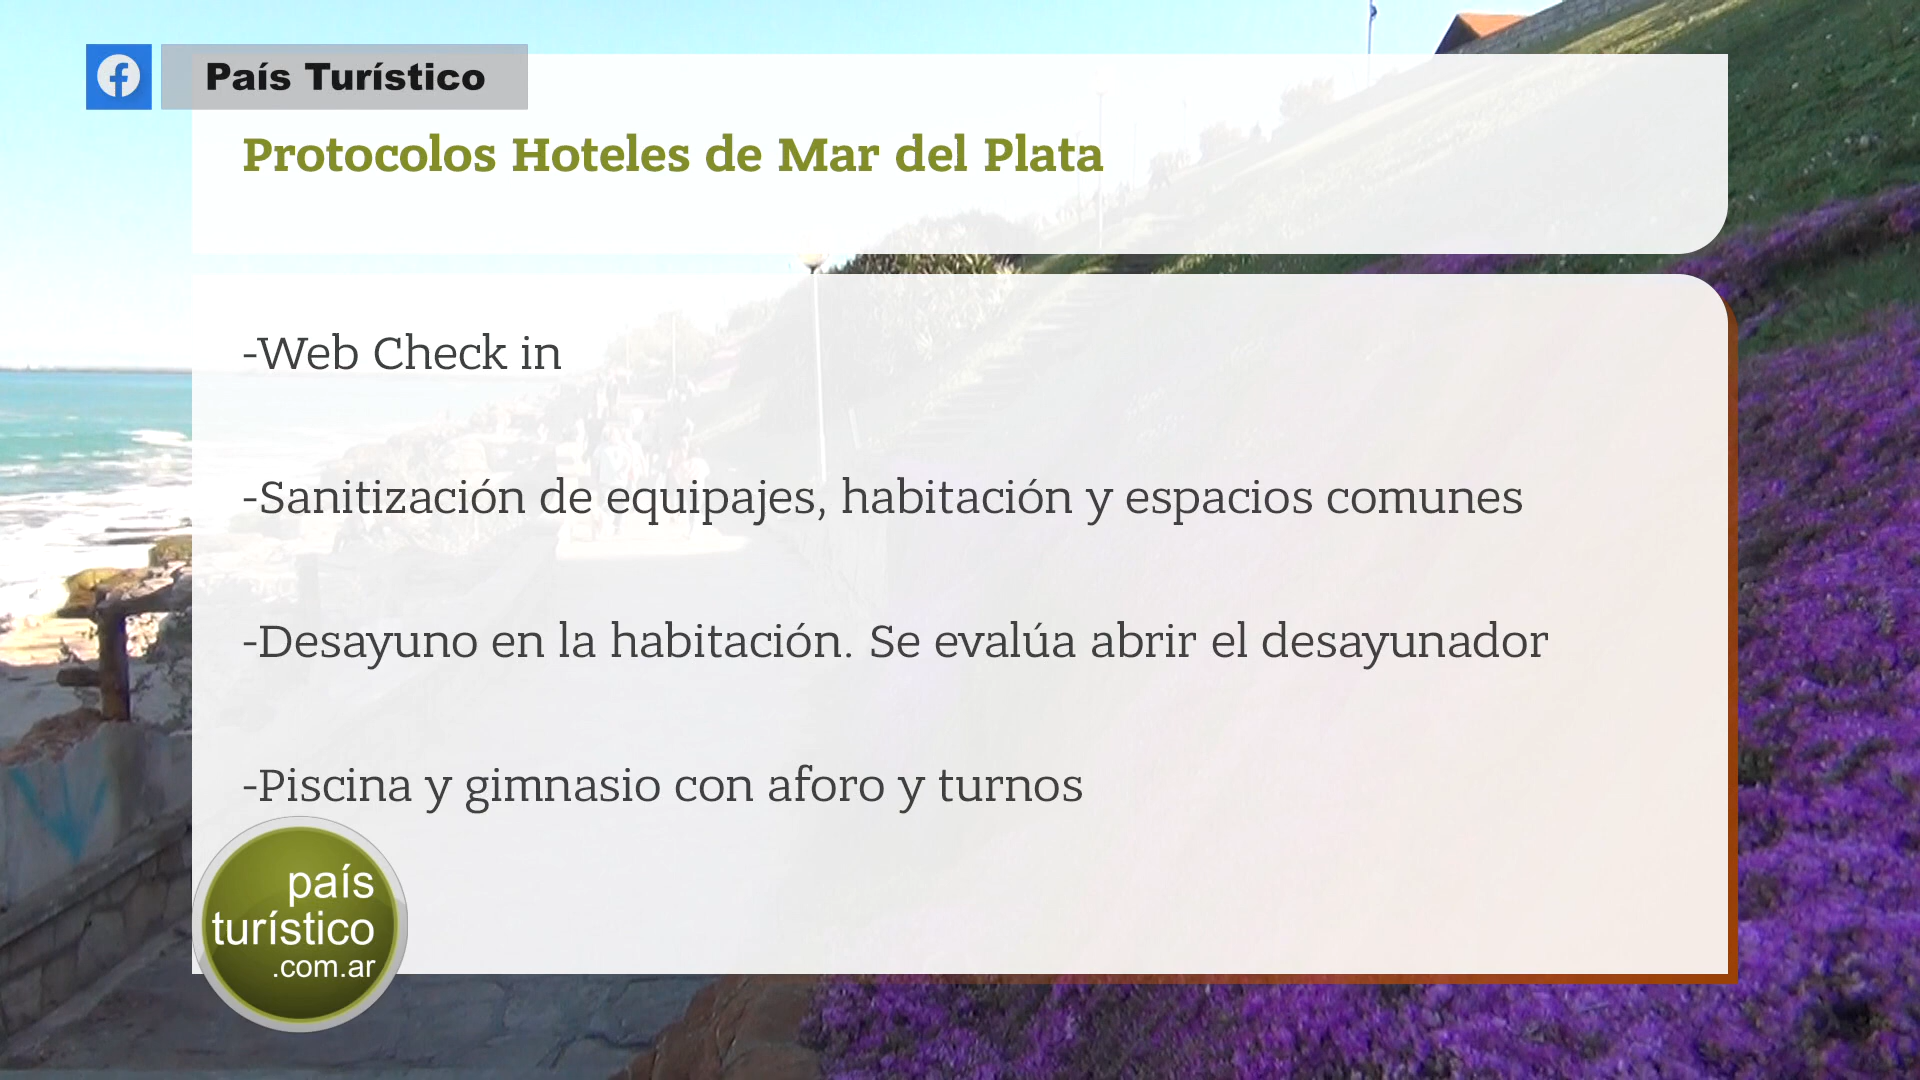 País Turístico
Protocolos Hoteles de Mar del Plata
-Web Check in
-Sanitización de equipajes, habitación y espacios comunes
-Desayuno en la habitación. Se evalúa abrir el desayunador
-Piscina y gimnasio con aforo y turnos
país
turístico
.com.ar